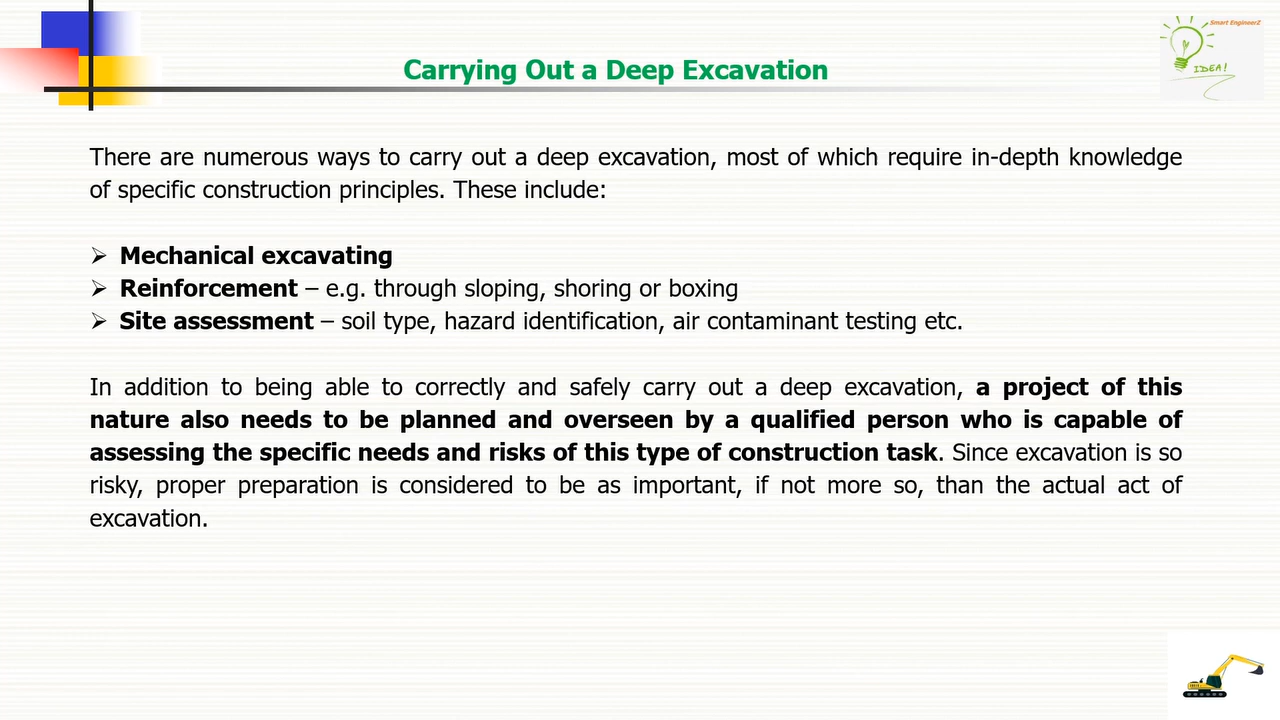 Smart EngineerZ
IDEA!
Carrying Out a Deep Excavation
There are numerous ways to carry out a deep excavation, most of which require in-depth knowledge
of specific construction principles. These include:
➢ Mechanical excavating
➢ Reinforcement – e.g. through sloping, shoring or boxing
➢ Site assessment – soil type, hazard identification, air contaminant testing etc.
In addition to being able to correctly and safely carry out a deep excavation, a project of this
nature also needs to be planned and overseen by a qualified person who is capable of
assessing the specific needs and risks of this type of construction task. Since excavation is so
risky, proper preparation is considered to be as important, if not more so, than the actual act of
excavation.